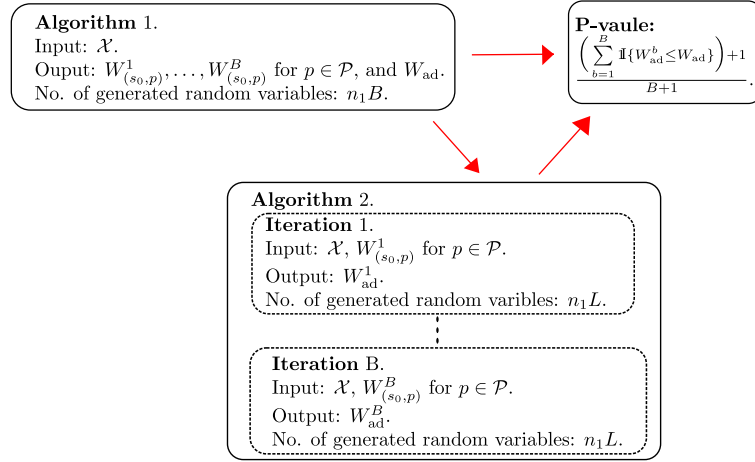 Algorithm 1.
Input: 𝒳.
Ouput: W^1_{(s_0,p)}, …, W^B_{(s_0,p)} for p ∈ 𝒫, and W_ad.
No. of generated random variables: n_1B.
P-vaule:
\frac{(\sum_{b=1}^{B} 𝕀{W^b_ad ≤ W_ad})+1}{B+1}.
Algorithm 2.
Iteration 1.
Input: 𝒳, W^1_{(s_0,p)} for p ∈ 𝒫.
Output: W^1_ad.
No. of generated random varibles: n_1L.
Iteration B.
Input: 𝒳, W^B_{(s_0,p)} for p ∈ 𝒫.
Output: W^B_ad.
No. of generated random variables: n_1L.